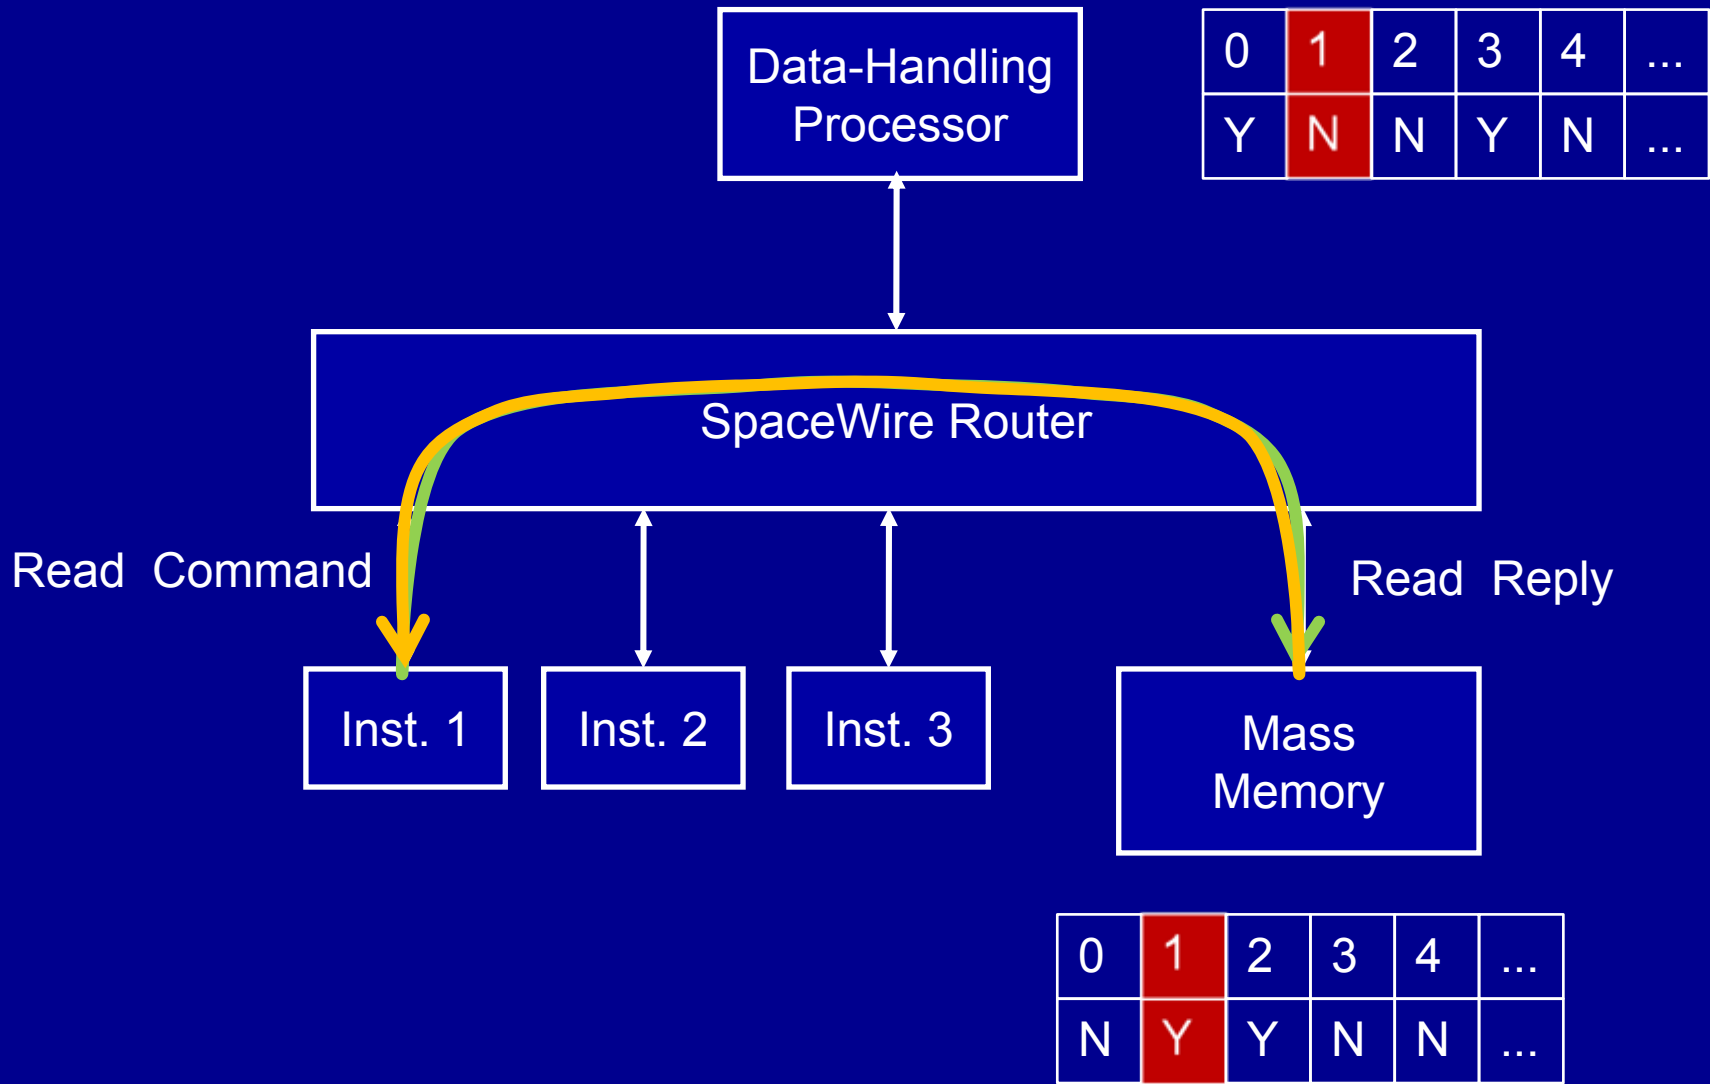 Data-Handling
Processor
0 1 2 3 4 ...
Y N N Y N ...
SpaceWire Router
Read Command
Read Reply
Inst. 1
Inst. 2
Inst. 3
Mass
Memory
0 1 2 3 4 ...
N Y Y N N ...